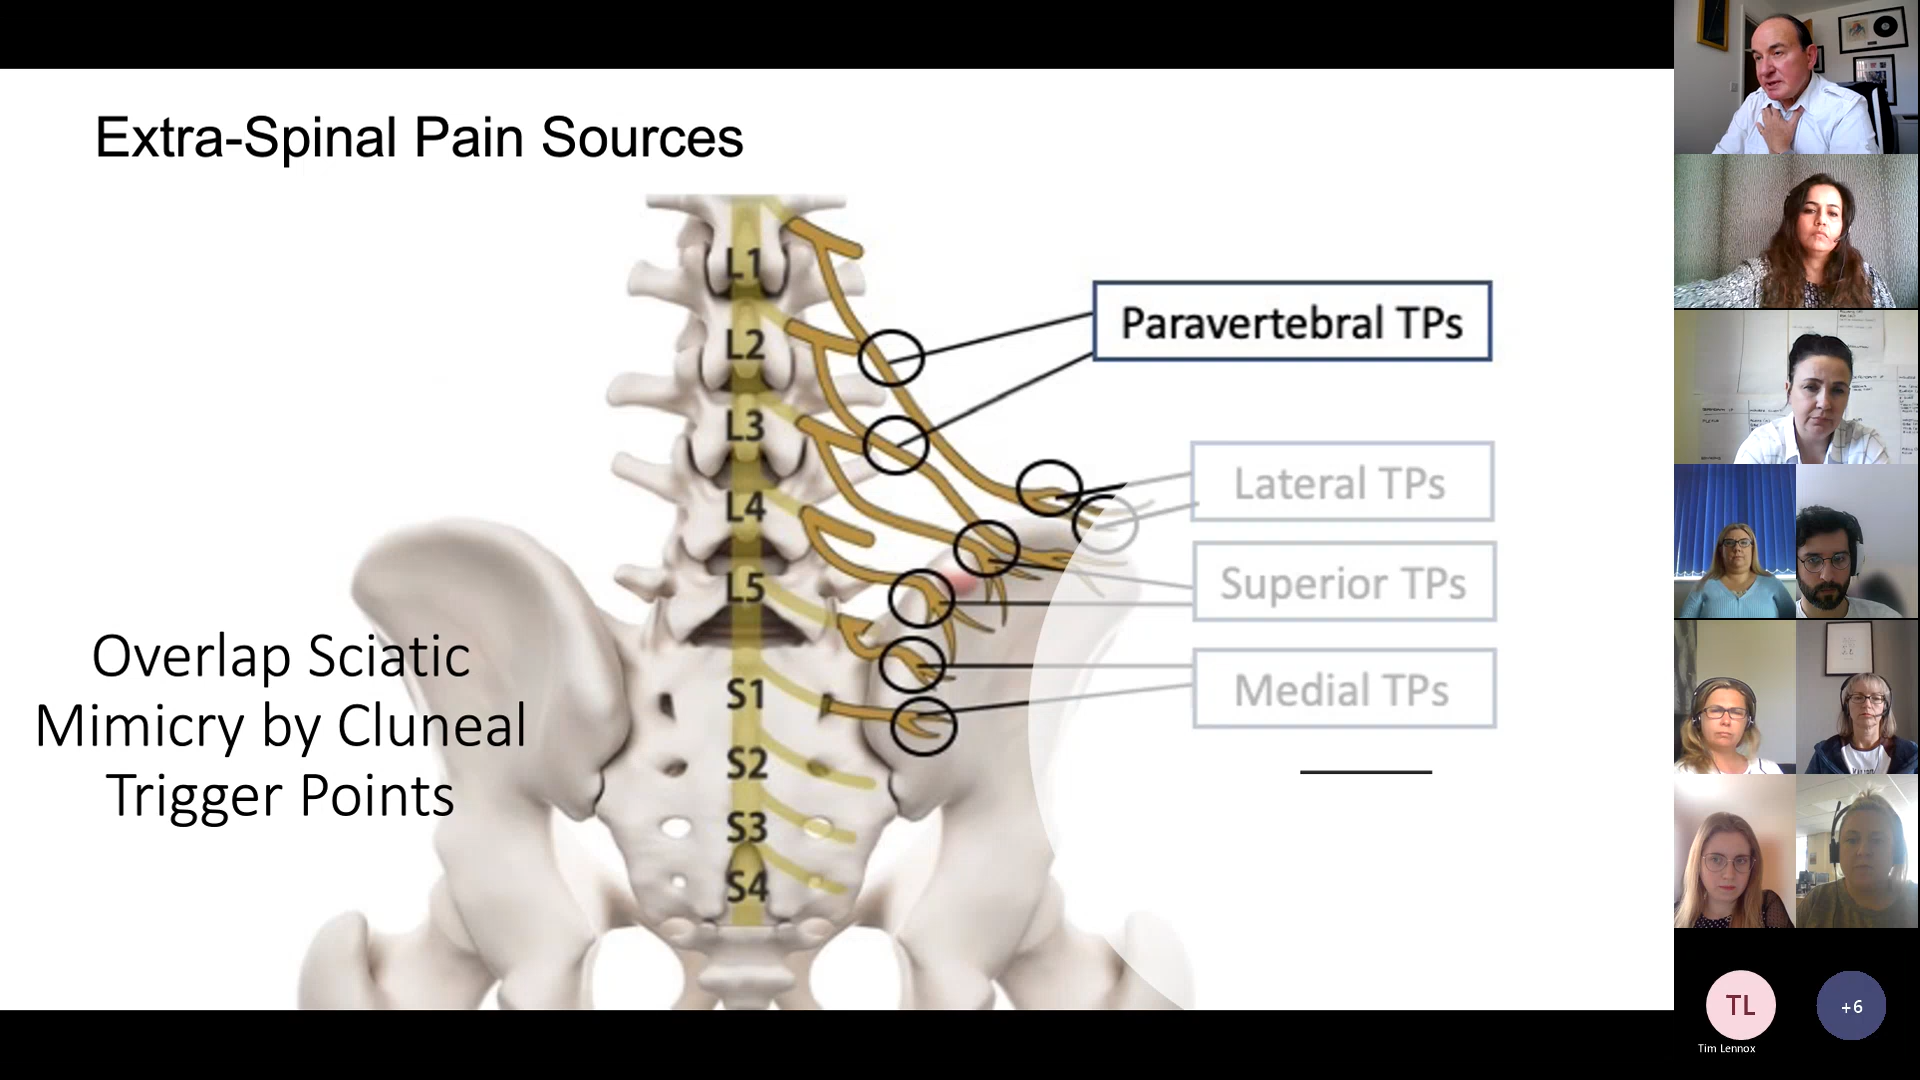 Extra-Spinal Pain Sources
L1
L2
L3
L4
L5
S1
S2
S3
S4
Paravertebral TPs
Lateral TPs
Superior TPs
Medial TPs
Overlap Sciatic
Mimicry by Cluneal
Trigger Points
TL
Tim Lennox
+6